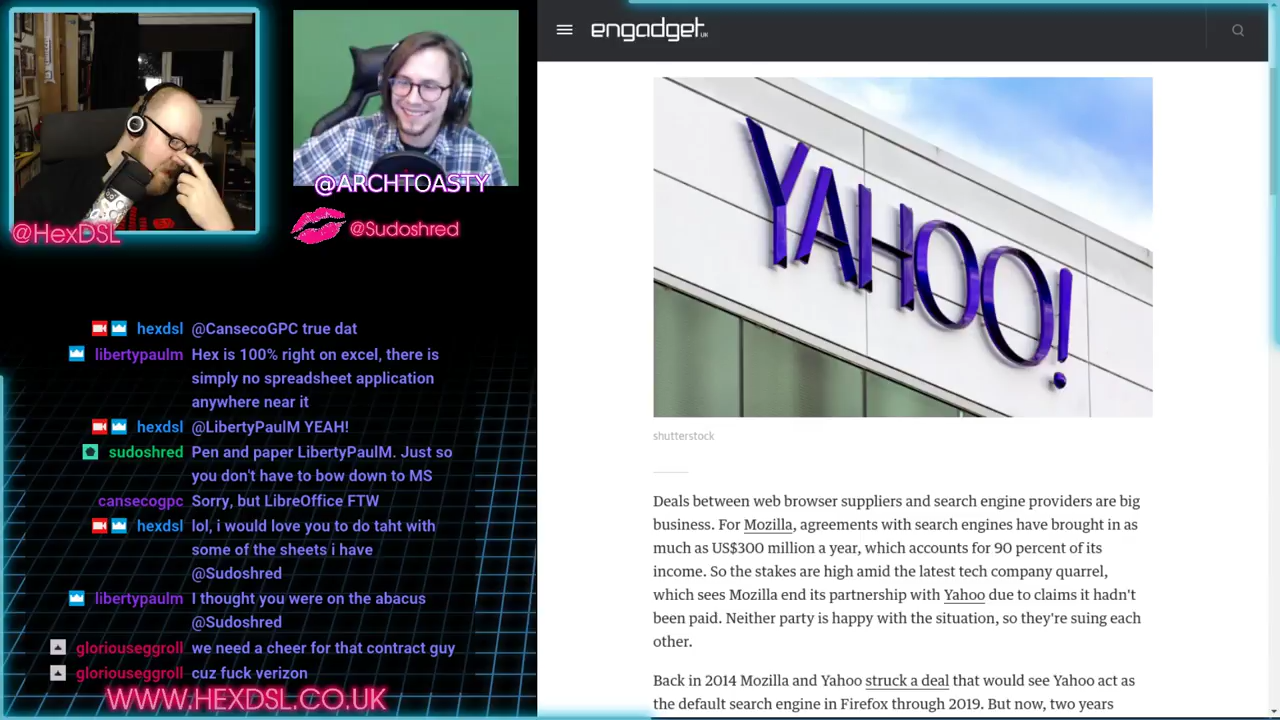 @HexDSL
@ARCHTOASTY
@Sudoshred
hexdsl @CansecoGPC true dat
libertypaulm Hex is 100% right on excel, there is
simply no spreadsheet application
anywhere near it
hexdsl @LibertyPaulM YEAH!
sudoshred Pen and paper LibertyPaulM. Just so
you don't have to bow down to MS
cansecogpc Sorry, but LibreOffice FTW
hexdsl lol, i would love you to do taht with
some of the sheets i have
@Sudoshred
libertypaulm I thought you were on the abacus
@Sudoshred
gloriouseggroll we need a cheer for that contract guy
gloriouseggroll cuz fuck verizon
WWW.HEXDSL.CO.UK
engadget UK
YAHOO!
shutterstock
Deals between web browser suppliers and search engine providers are big
business. For Mozilla, agreements with search engines have brought in as
much as US$300 million a year, which accounts for 90 percent of its
income. So the stakes are high amid the latest tech company quarrel,
which sees Mozilla end its partnership with Yahoo due to claims it hadn't
been paid. Neither party is happy with the situation, so they're suing each
other.
Back in 2014 Mozilla and Yahoo struck a deal that would see Yahoo act as
the default search engine in Firefox through 2019. But now, two years